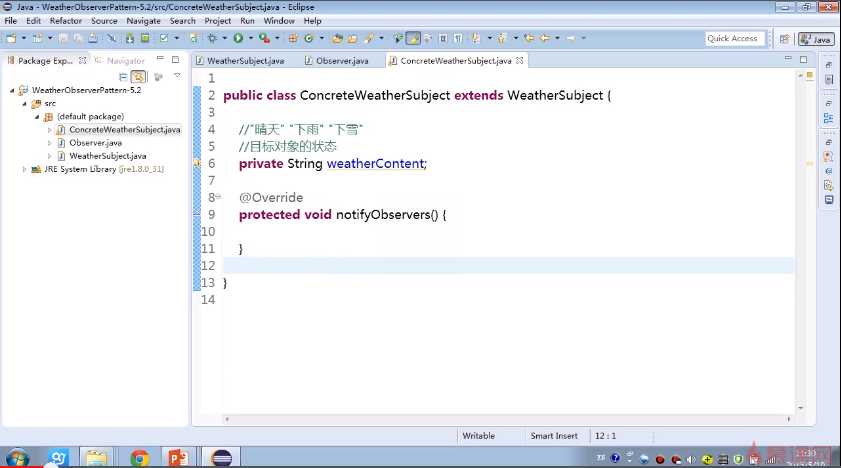 Java - WeatherObserverPattern-5.2/src/ConcreteWeatherSubject.java - Eclipse
File Edit Refactor Source Navigate Search Project Run Window Help
Quick Access Java
Package Exp... Navigator
WeatherSubject.java Observer.java ConcreteWeatherSubject.java
WeatherObserverPattern-5.2
src
(default package)
ConcreteWeatherSubject.java
Observer.java
WeatherSubject.java
JRE System Library [jre1.8.0_31]
1
2 public class ConcreteWeatherSubject extends WeatherSubject {
3
4 //"晴天" "下雨" "下雪"
5 //目标对象的状态
6 private String weatherContent;
7
8 @Override
9 protected void notifyObservers() {
10
11 }
12
13 }
14
Writable Smart Insert 12 : 1